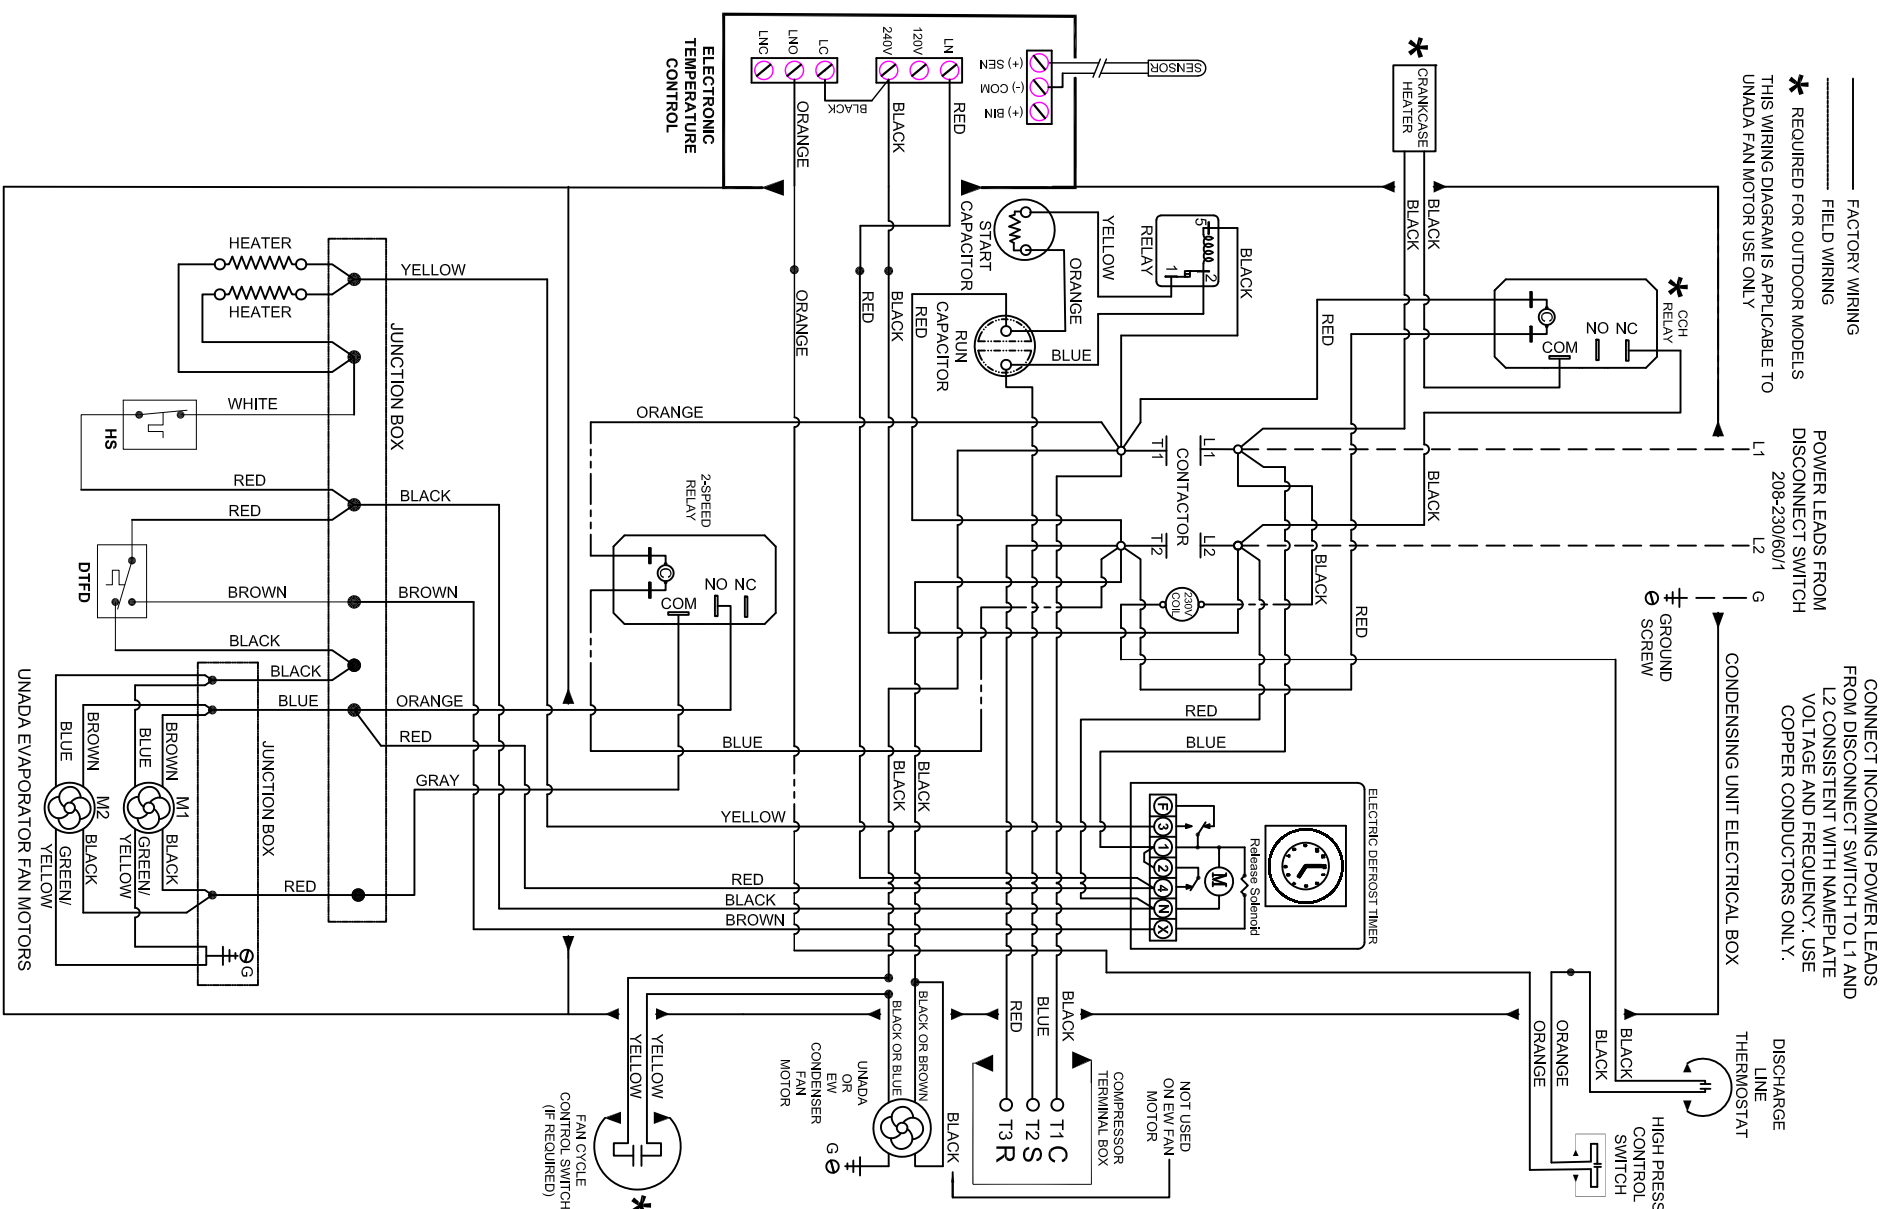 ELECTRONIC
TEMPERATURE
CONTROL
LNC
LNO
LC
240V
120V
LN
(+) SEN
(-) COM
(+) BIN
SENSOR
ORANGE
BLACK
BLACK
RED
CRANKCASE
HEATER
BLACK
BLACK
FACTORY WIRING
FIELD WIRING
REQUIRED FOR OUTDOOR MODELS
THIS WIRING DIAGRAM IS APPLICABLE TO
UNADA FAN MOTOR USE ONLY
START
CAPACITOR
YELLOW
ORANGE
RELAY
5
2
1
BLACK
RUN
CAPACITOR
RED
BLUE
CCH
RELAY
C
COM
NO
NC
RED
ORANGE
RED
BLACK
HEATER
HEATER
YELLOW
JUNCTION BOX
WHITE
HS
RED
RED
BLACK
DTFD
BROWN
BROWN
BLACK
BLACK
BLUE
ORANGE
RED
GRAY
RED
JUNCTION BOX
M1
M2
BROWN
BLUE
BROWN
BLUE
BLACK
GREEN/
YELLOW
BLACK
GREEN/
YELLOW
G
UNADA EVAPORATOR FAN MOTORS
ORANGE
2-SPEED
RELAY
C
COM
NO
NC
BLUE
CONTACTOR
L1
T1
L2
T2
230V
COIL
BLACK
BLACK
RED
L1
L2
G
POWER LEADS FROM
DISCONNECT SWITCH
208-230/60/1
GROUND
SCREW
CONNECT INCOMING POWER LEADS
FROM DISCONNECT SWITCH TO L1 AND
L2 CONSISTENT WITH NAMEPLATE
VOLTAGE AND FREQUENCY. USE
COPPER CONDUCTORS ONLY.
CONDENSING UNIT ELECTRICAL BOX
RED
BLUE
BLACK
BLACK
YELLOW
RED
BLACK
BROWN
ELECTRIC DEFROST TIMER
Release Solenoid
M
F
3
1
2
4
N
X
RED
BLUE
BLACK
T1 C
T2 S
T3 R
COMPRESSOR
TERMINAL BOX
NOT USED
ON EW FAN
MOTOR
BLACK
BLACK OR BROWN
BLACK OR BLUE
UNADA
OR
EW
CONDENSER
FAN
MOTOR
G
YELLOW
YELLOW
FAN CYCLE
CONTROL SWITCH
(IF REQUIRED)
BLACK
BLACK
ORANGE
ORANGE
DISCHARGE
LINE
THERMOSTAT
HIGH PRESS
CONTROL
SWITCH